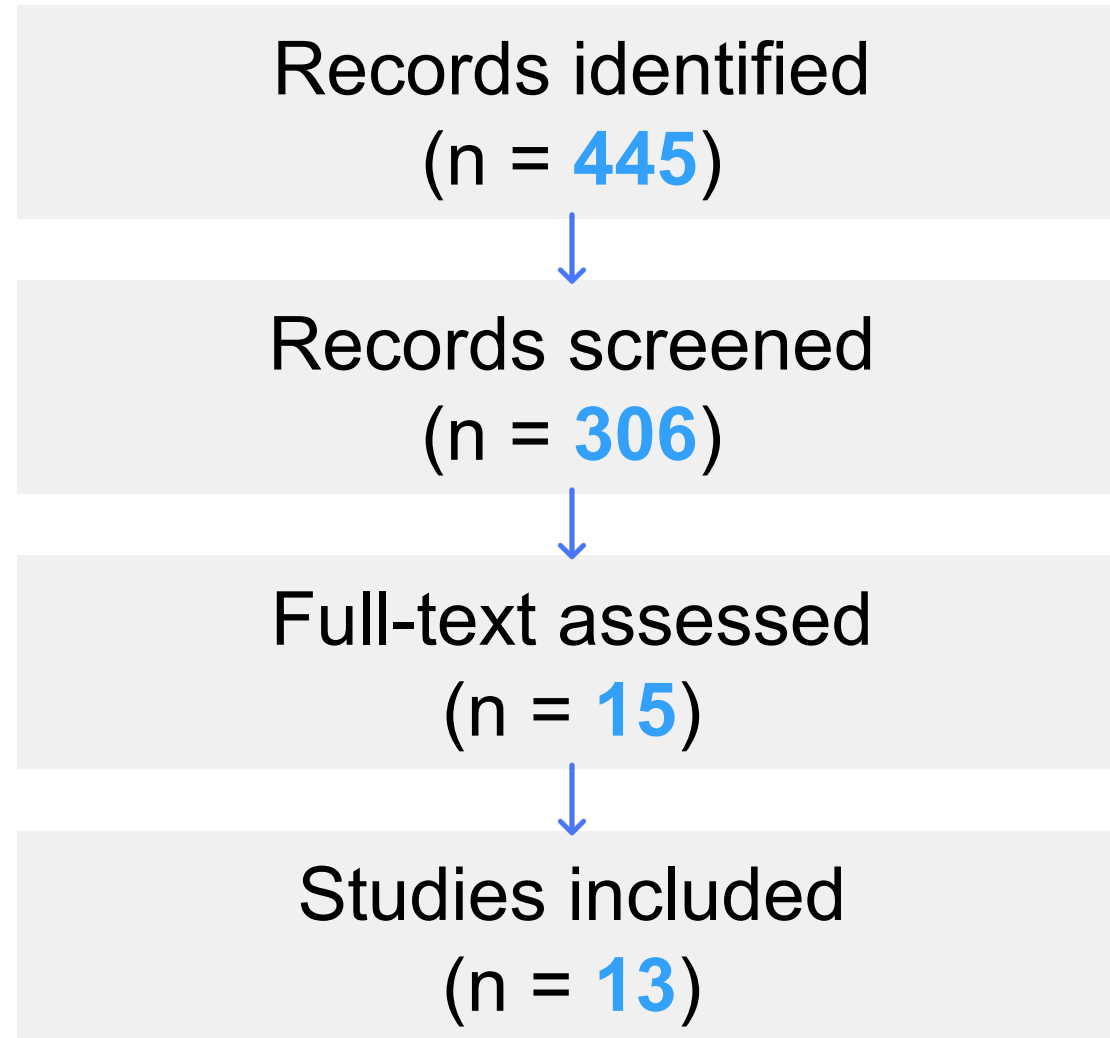 Records identified
(n = 445)
Records screened
(n = 306)
Full-text assessed
(n = 15)
Studies included
(n = 13)